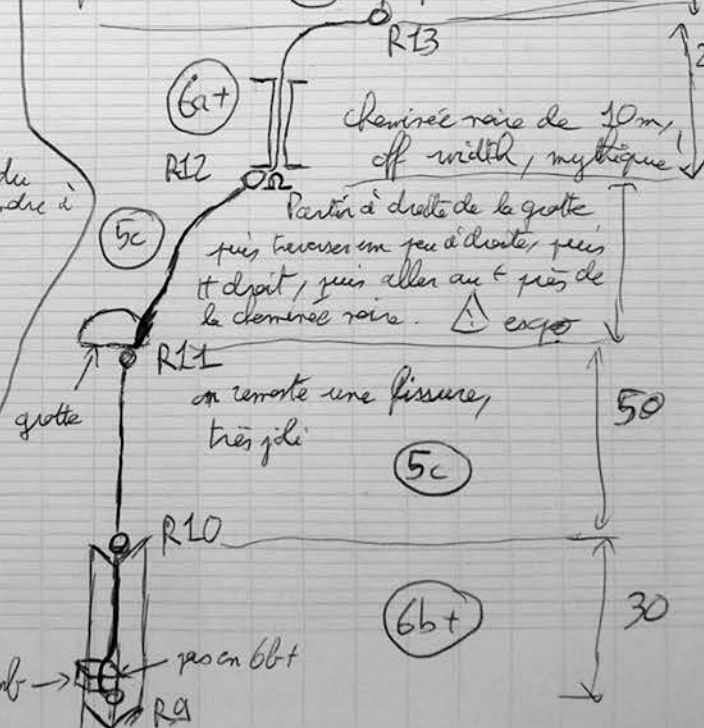 R13
2
6a+
cheminée noire de 10m,
off width, mythique !
R12
Ω
du
Partir à droite de la grotte
puis traverser un peu à droite, puis
tt droit, puis aller au + près de
la cheminée noire. ! expo
5c
R11
grotte
on remonte une fissure,
très joli
50
5c
R10
6b+
30
pas en 6b+
R9